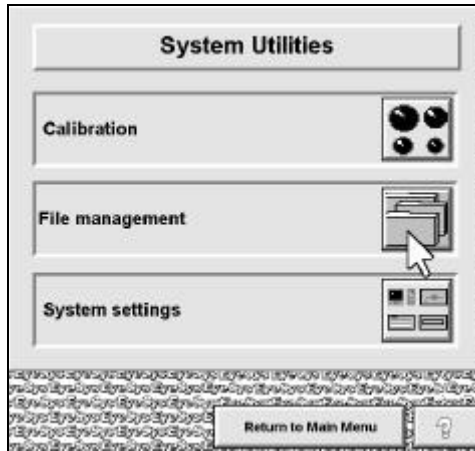 System Utilities
Calibration
File management
System settings
Return to Main Menu